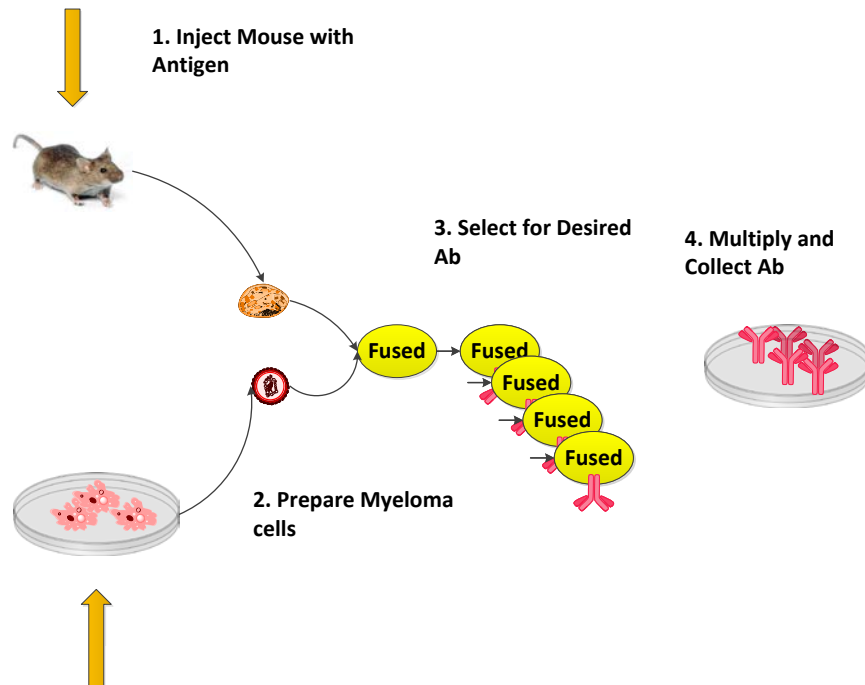 1. Inject Mouse with
Antigen
3. Select for Desired
Ab
4. Multiply and
Collect Ab
Fused
Fused
Fused
Fused
Fused
2. Prepare Myeloma
cells